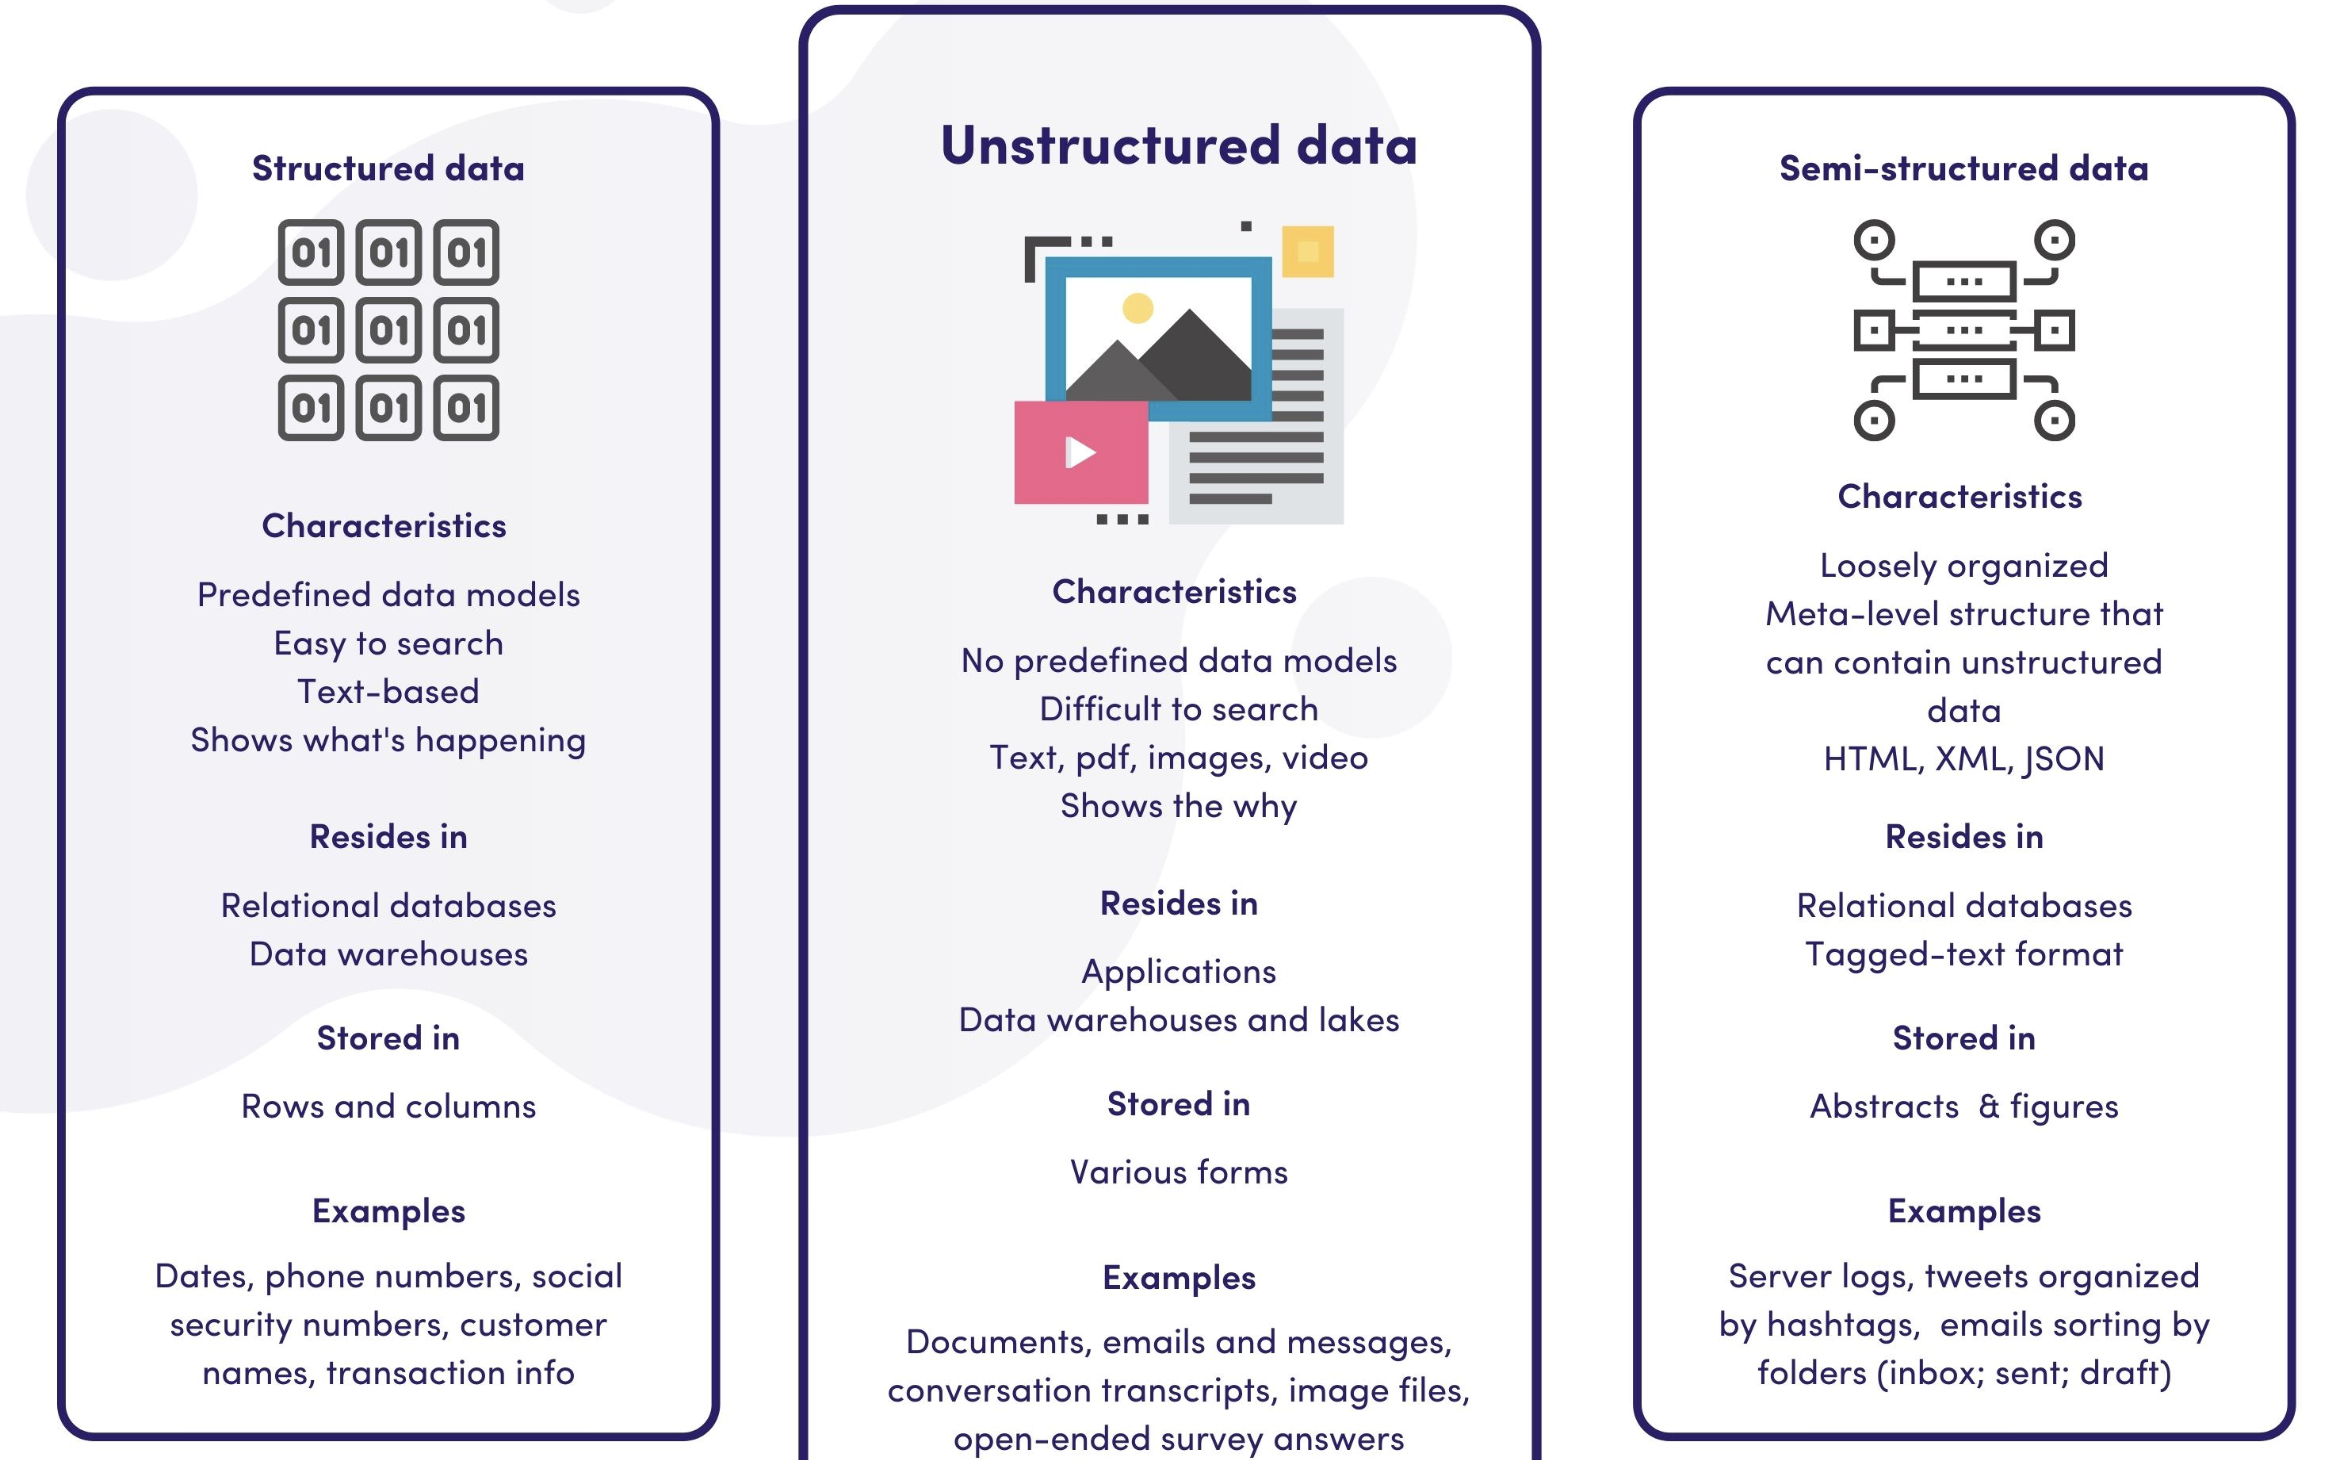 Structured data
01 01 01
01 01 01
01 01 01
Characteristics
Predefined data models
Easy to search
Text-based
Shows what's happening
Resides in
Relational databases
Data warehouses
Stored in
Rows and columns
Examples
Dates, phone numbers, social
security numbers, customer
names, transaction info
Unstructured data
Characteristics
No predefined data models
Difficult to search
Text, pdf, images, video
Shows the why
Resides in
Applications
Data warehouses and lakes
Stored in
Various forms
Examples
Documents, emails and messages,
conversation transcripts, image files,
open-ended survey answers
Semi-structured data
Characteristics
Loosely organized
Meta-level structure that
can contain unstructured
data
HTML, XML, JSON
Resides in
Relational databases
Tagged-text format
Stored in
Abstracts  & figures
Examples
Server logs, tweets organized
by hashtags,  emails sorting by
folders (inbox; sent; draft)